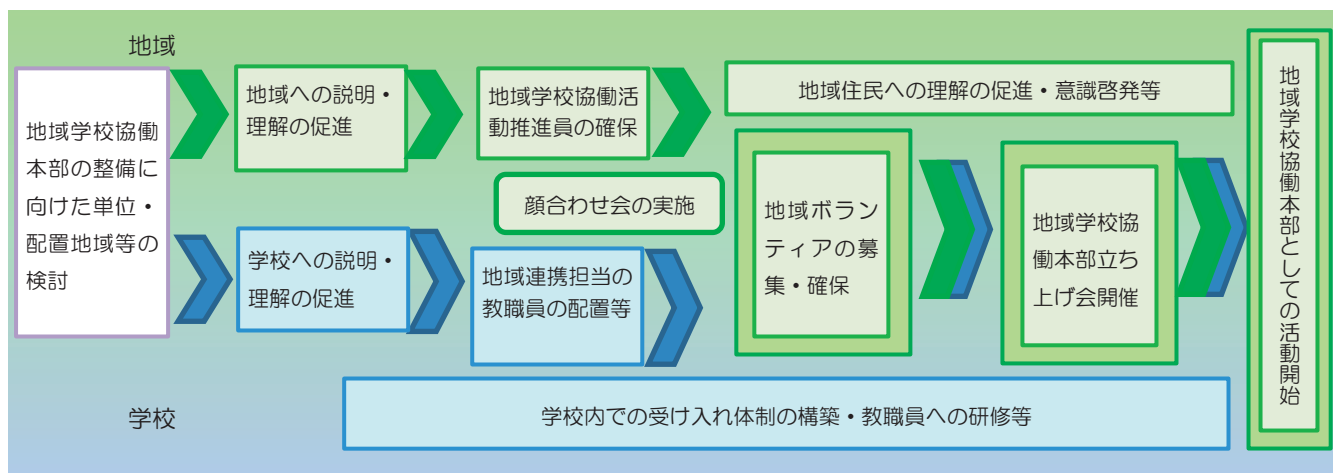 地域
地域学校協働
本部の整備に
向けた単位・
配置地域等の
検討
地域への説明・
理解の促進
地域学校協働活
動推進員の確保
地域住民への理解の促進・意識啓発等
顔合わせ会の実施
学校への説明・
理解の促進
地域連携担当の
教職員の配置等
地域ボラン
ティアの募
集・確保
地域学校協
働本部立ち
上げ会開催
地域学校協働本部としての活動開始
学校
学校内での受け入れ体制の構築・教職員への研修等